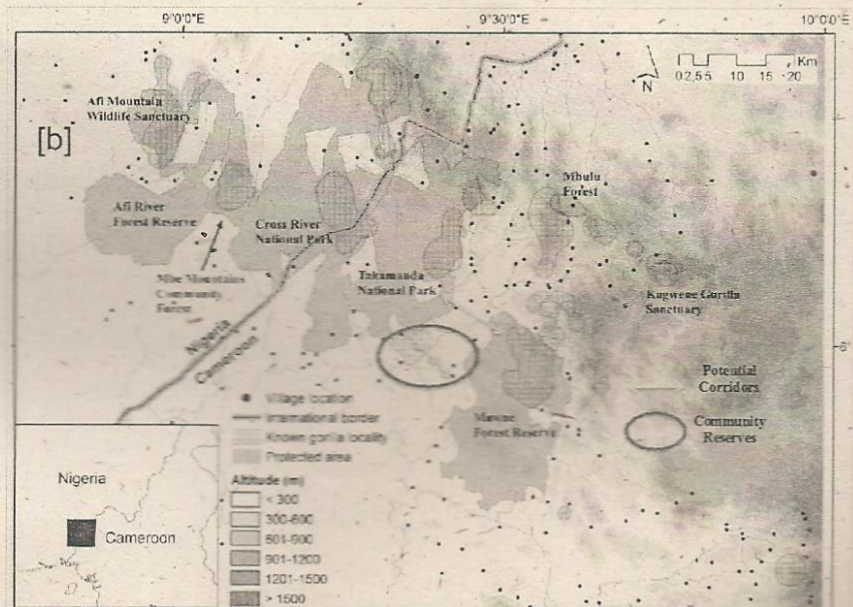 9°0'0"E
9°30'0"E
10°0'0"E
Km
0 2,5 5 10 15 20
N
Afi Mountain
Wildlife Sanctuary
[b]
Mbulu
Forest
Afi River
Forest Reserve
Cross River
National Park
Takamanda
National Park
Mbe Mountains
Community
Forest
Kagwene Gorilla
Sanctuary
6°
Nigeria
Cameroon
Potential
Corridors
Village location
International border
Known gorilla locality
Protected area
Mawne
Forest Reserve
Community
Reserves
Altitude (m)
< 300
300-600
601-900
901-1200
1201-1500
> 1500
Nigeria
Cameroon